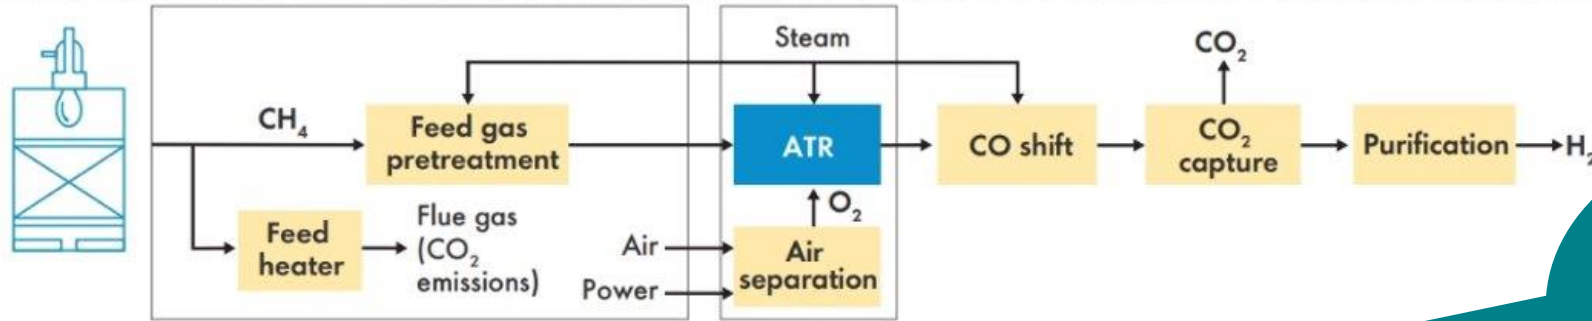 Steam
CO₂
CH₄
Feed gas
pretreatment
ATR
CO shift
CO₂
capture
Purification
H₂
O₂
Feed
heater
Flue gas
(CO₂
emissions)
Air
Power
Air
separation